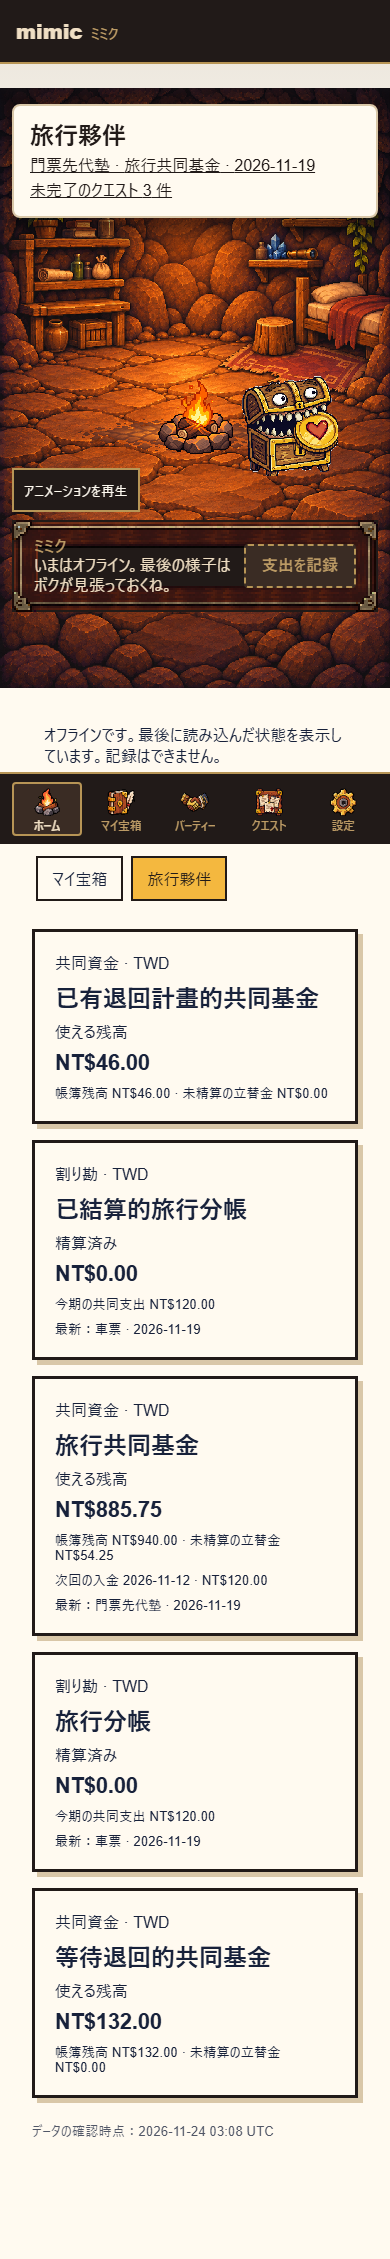 mimic ミミク
旅行夥伴
門票先代墊 · 旅行共同基金 · 2026-11-19
未完了のクエスト 3 件
アニメーションを再生
ミミク
いまはオフライン。最後の様子は
ボクが見張っておくね。
支出を記録
オフラインです。最後に読み込んだ状態を表示し
ています。記録はできません。
ホーム
マイ宝箱
パーティー
クエスト
設定
マイ宝箱
旅行夥伴
共同資金 · TWD
已有退回計畫的共同基金
使える残高
NT$46.00
帳簿残高 NT$46.00 · 未精算の立替金 NT$0.00
割り勘 · TWD
已結算的旅行分帳
精算済み
NT$0.00
今期の共同支出 NT$120.00
最新：車票 · 2026-11-19
共同資金 · TWD
旅行共同基金
使える残高
NT$885.75
帳簿残高 NT$940.00 · 未精算の立替金
NT$54.25
次回の入金 2026-11-12 · NT$120.00
最新：門票先代墊 · 2026-11-19
割り勘 · TWD
旅行分帳
精算済み
NT$0.00
今期の共同支出 NT$120.00
最新：車票 · 2026-11-19
共同資金 · TWD
等待退回的共同基金
使える残高
NT$132.00
帳簿残高 NT$132.00 · 未精算の立替金
NT$0.00
データの確認時点：2026-11-24 03:08 UTC